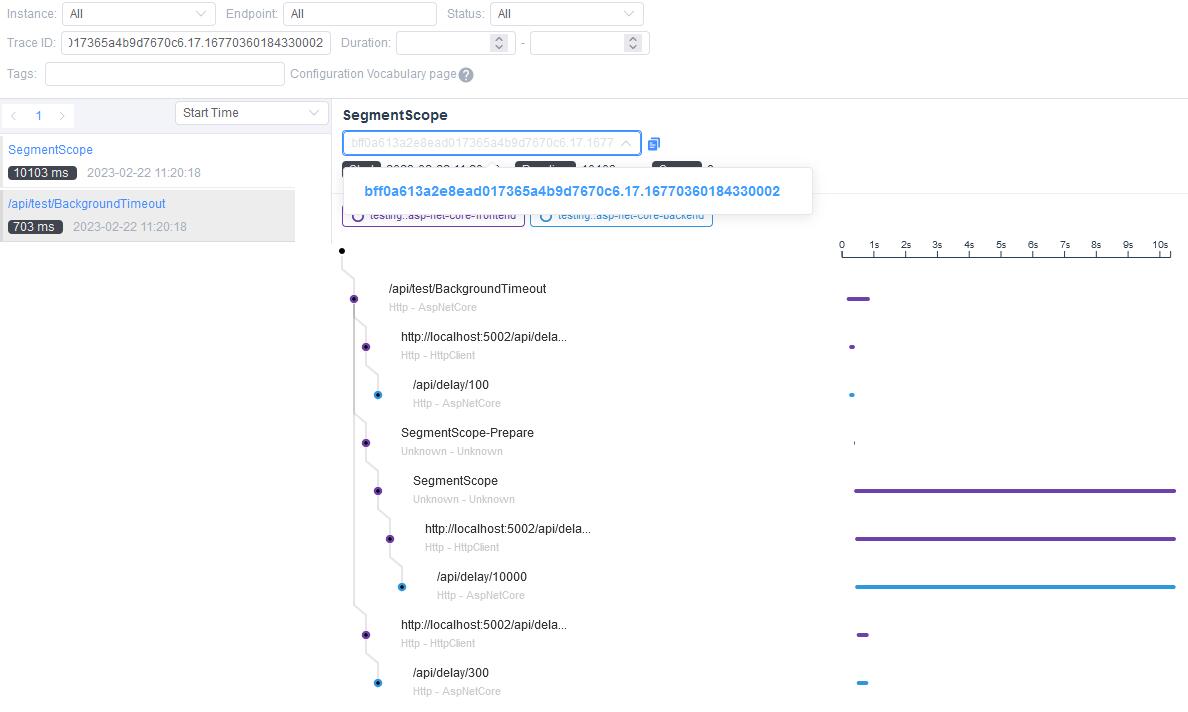 Instance: All Endpoint: All Status: All
Trace ID: 017365a4b9d7670c6.17.16770360184330002 Duration: -
Tags: Configuration Vocabulary page ?
1 Start Time
SegmentScope
10103 ms 2023-02-22 11:20:18
/api/test/BackgroundTimeout
703 ms 2023-02-22 11:20:18
SegmentScope
bff0a613a2e8ead017365a4b9d7670c6.17.1677
bff0a613a2e8ead017365a4b9d7670c6.17.16770360184330002
testing::asp-net-core-frontend testing::asp-net-core-backend
0 1s 2s 3s 4s 5s 6s 7s 8s 9s 10s
/api/test/BackgroundTimeout
Http - AspNetCore
http://localhost:5002/api/dela...
Http - HttpClient
/api/delay/100
Http - AspNetCore
SegmentScope-Prepare
Unknown - Unknown
SegmentScope
Unknown - Unknown
http://localhost:5002/api/dela...
Http - HttpClient
/api/delay/10000
Http - AspNetCore
http://localhost:5002/api/dela...
Http - HttpClient
/api/delay/300
Http - AspNetCore